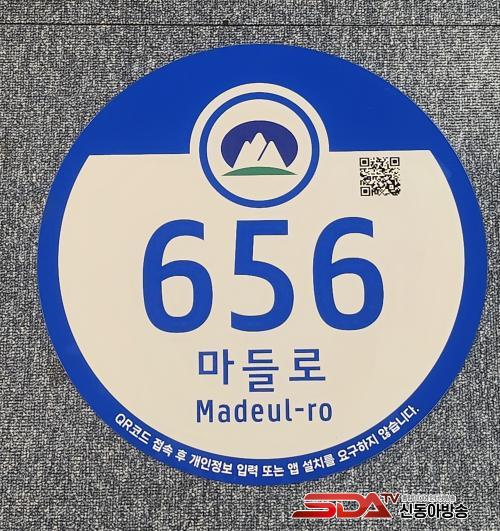 656
마들로
Madeul-ro
QR코드 접속 후 개인정보 입력 또는 앱 설치를 요구하지 않습니다.
SDATV
신동아방송